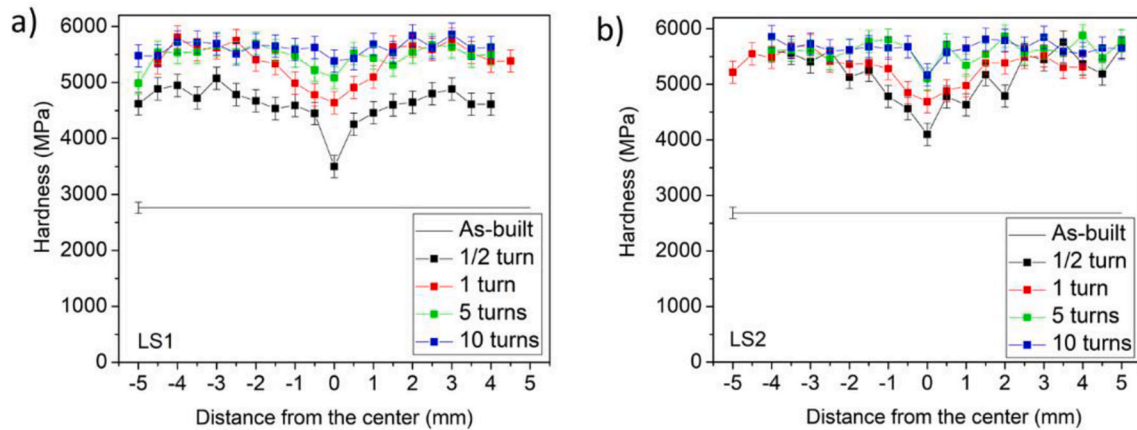 a)
6000
5000
4000
3000
2000
1000
0
Hardness (MPa)
As-built
1/2 turn
1 turn
5 turns
10 turns
LS1
-5 -4 -3 -2 -1 0 1 2 3 4 5
Distance from the center (mm)
b)
6000
5000
4000
3000
2000
1000
0
Hardness (MPa)
As-built
1/2 turn
1 turn
5 turns
10 turns
LS2
-5 -4 -3 -2 -1 0 1 2 3 4 5
Distance from the center (mm)